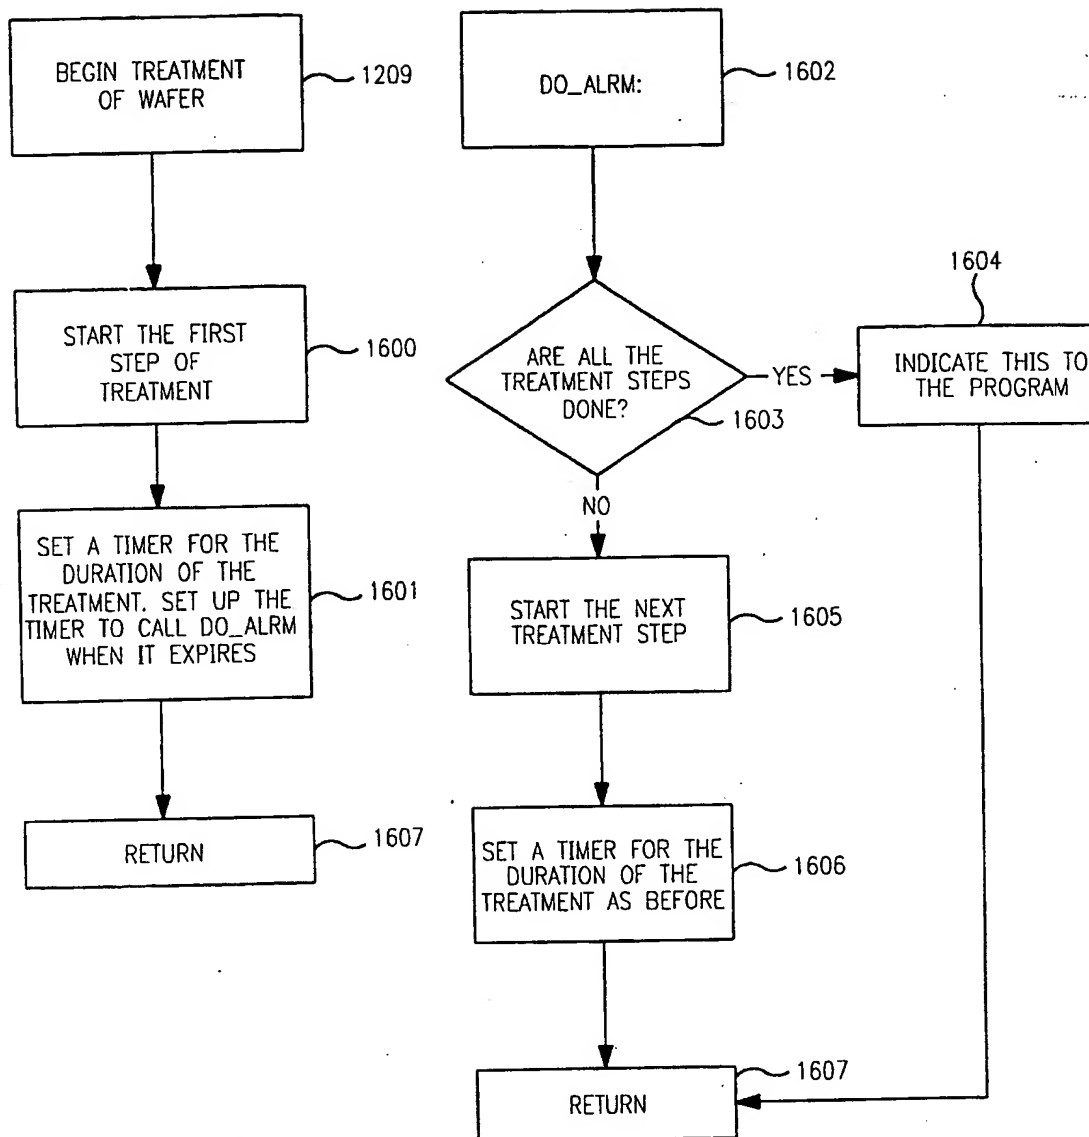 BEGIN TREATMENT
OF WAFER
1209
START THE FIRST
STEP OF
TREATMENT
1600
SET A TIMER FOR THE
DURATION OF THE
TREATMENT. SET UP THE
TIMER TO CALL DO_ALRM
WHEN IT EXPIRES
1601
RETURN
1607
DO_ALRM:
1602
ARE ALL THE
TREATMENT STEPS
DONE?
1603
YES
1604
INDICATE THIS TO
THE PROGRAM
NO
START THE NEXT
TREATMENT STEP
1605
SET A TIMER FOR THE
DURATION OF THE
TREATMENT AS BEFORE
1606
RETURN
1607